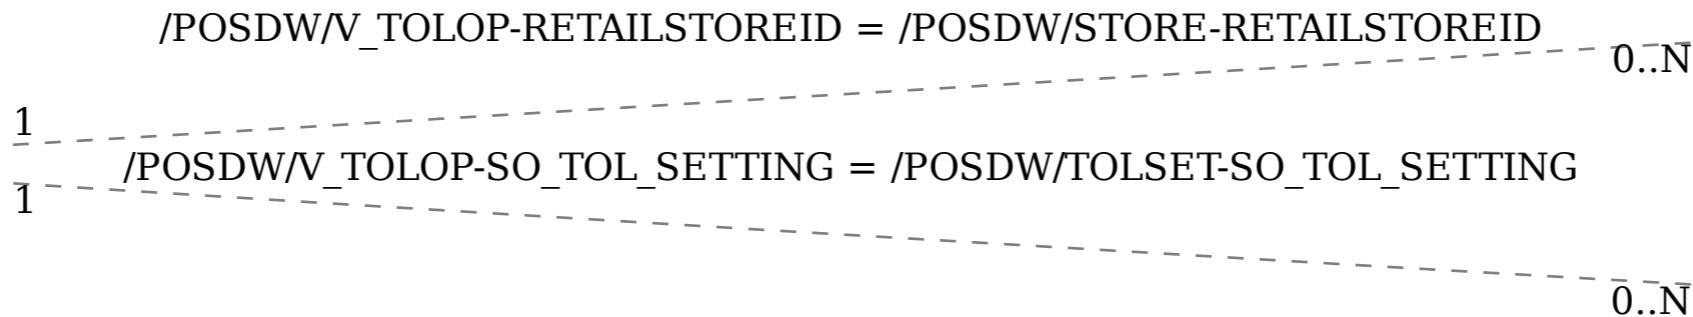 /POSDW/V_TOLOP-RETAILSTOREID = /POSDW/STORE-RETAILSTOREID
0..N
1
/POSDW/V_TOLOP-SO_TOL_SETTING = /POSDW/TOLSET-SO_TOL_SETTING
1
0..N